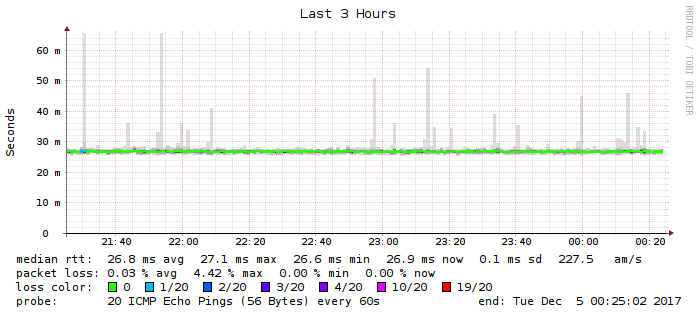 Last 3 Hours
RRDTOOL / TOBI OETIKER
Seconds
60 m
50 m
40 m
30 m
20 m
10 m
0
21:40 22:00 22:20 22:40 23:00 23:20 23:40 00:00 00:20
median rtt: 26.8 ms avg 27.1 ms max 26.6 ms min 26.9 ms now 0.1 ms sd 227.5 am/s
packet loss: 0.03 % avg 4.42 % max 0.00 % min 0.00 % now
loss color: 0 1/20 2/20 3/20 4/20 10/20 19/20
probe: 20 ICMP Echo Pings (56 Bytes) every 60s end: Tue Dec 5 00:25:02 2017